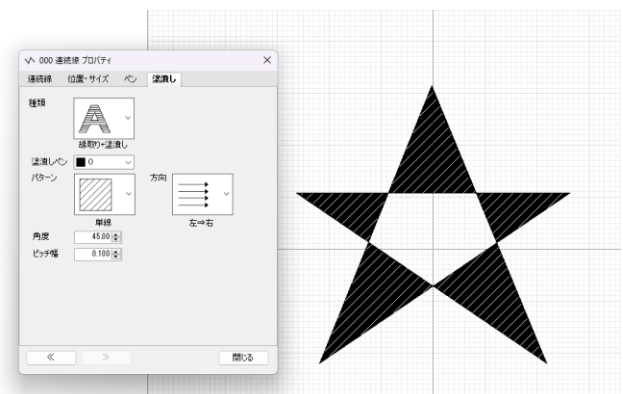 000 連続線 プロパティ
連続線 位置・サイズ ペン 塗潰し
種類
縁取り+塗潰し
塗潰しペン 0
パターン 方向
単線 左⇒右
角度 45.00
ピッチ幅 0.100
≪ ≫ 閉じる